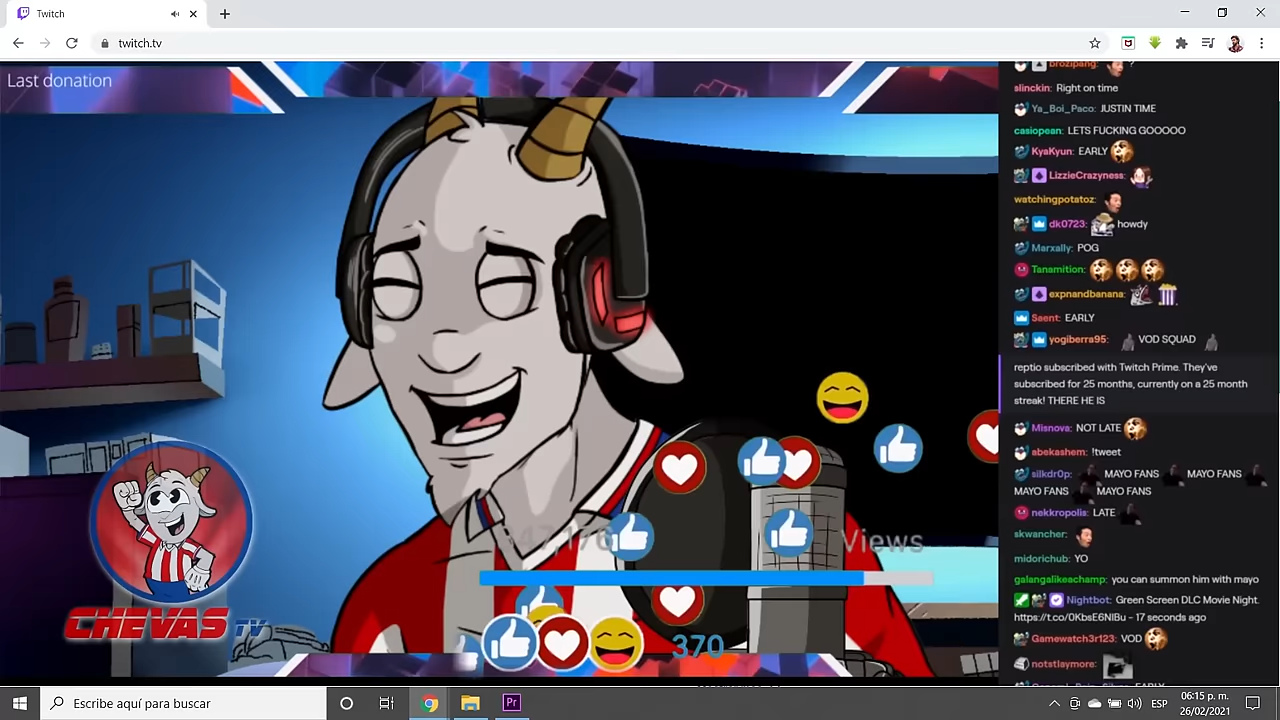 Twitch
twitch.tv
Last donation
brozipang: ?
slinckin: Right on time
Ya_Boi_Paco: JUSTIN TIME
casiopean: LETS FUCKING GOOOOO
KyaKyun: EARLY
LizzieCrazyness:
watchingpotatoz:
dk0723: howdy
Marxally: POG
Tanamition:
expnandbanana:
Saent: EARLY
yogiberra95: VOD SQUAD
reptio subscribed with Twitch Prime. They've
subscribed for 25 months, currently on a 25 month
streak! THERE HE IS
Misnova: NOT LATE
abekashem: !tweet
silkdr0p: MAYO FANS MAYO FANS
MAYO FANS MAYO FANS
nekkropolis: LATE
skwancher:
midorichub: YO
galangalikeachamp: you can summon him with mayo
Nightbot: Green Screen DLC Movie Night.
https://t.co/0KbsE6NIBu - 17 seconds ago
Gamewatch3r123: VOD
notstlaymore:
Views
370
CHEVAS TV
Escribe aquí para buscar
Pr
ESP
06:15 p. m.
26/02/2021